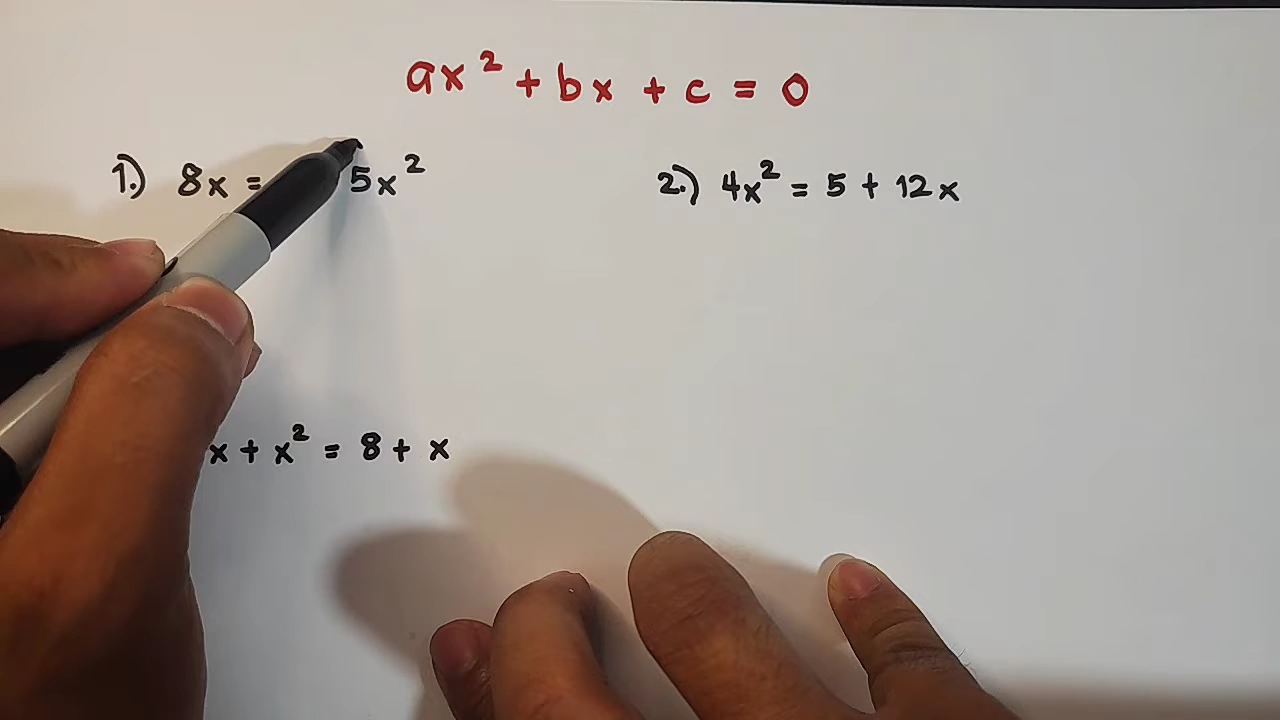 ax² + bx + c = 0
1.) 8x = 5x²
2.) 4x² = 5 + 12x
x + x² = 8 + x